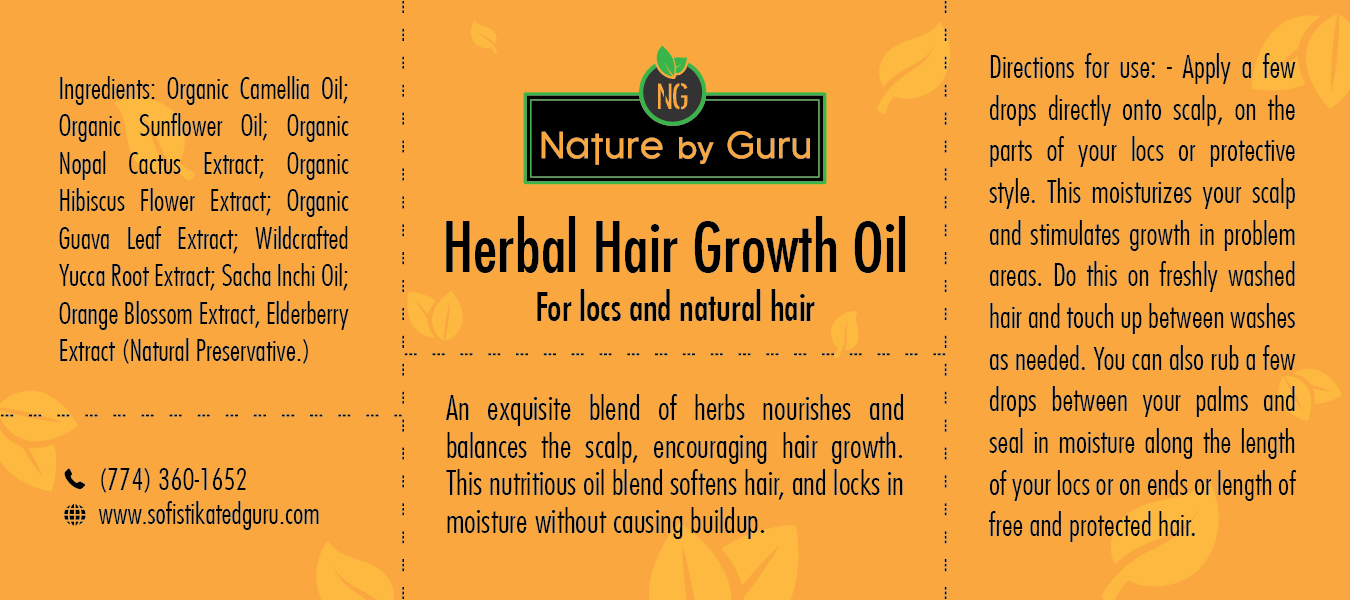 Ingredients: Organic Camellia Oil;
Organic Sunflower Oil; Organic
Nopal Cactus Extract; Organic
Hibiscus Flower Extract; Organic
Guava Leaf Extract; Wildcrafted
Yucca Root Extract; Sacha Inchi Oil;
Orange Blossom Extract, Elderberry
Extract (Natural Preservative.)
(774) 360-1652
www.sofistikatedguru.com
NG
Nature by Guru
Herbal Hair Growth Oil
For locs and natural hair
An exquisite blend of herbs nourishes and
balances the scalp, encouraging hair growth.
This nutritious oil blend softens hair, and locks in
moisture without causing buildup.
Directions for use: - Apply a few
drops directly onto scalp, on the
parts of your locs or protective
style. This moisturizes your scalp
and stimulates growth in problem
areas. Do this on freshly washed
hair and touch up between washes
as needed. You can also rub a few
drops between your palms and
seal in moisture along the length
of your locs or on ends or length of
free and protected hair.